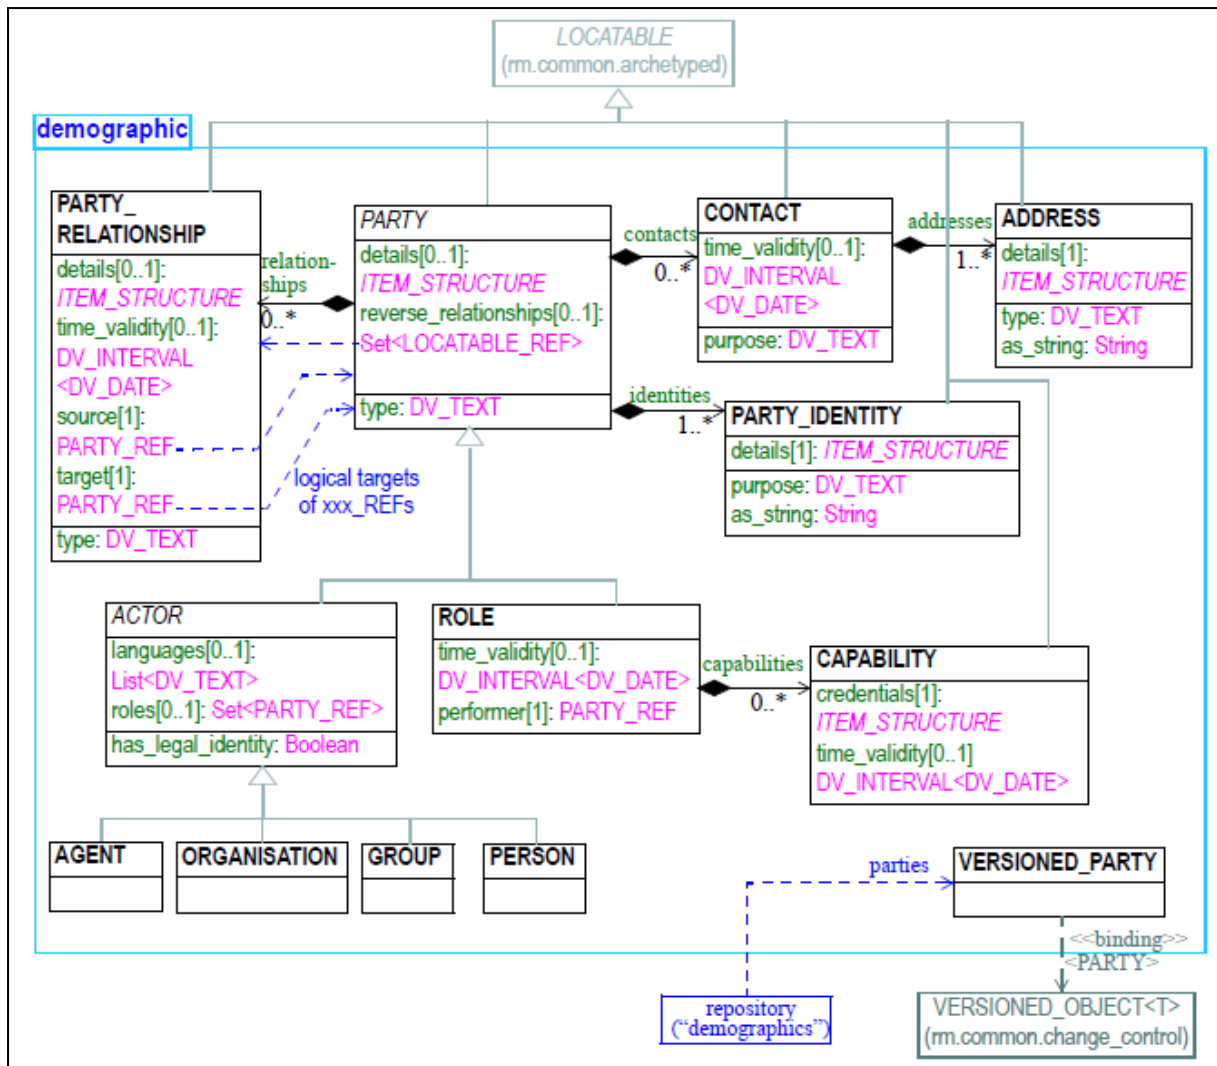 LOCATABLE
(rm.common.archetyped)
demographic
PARTY_
RELATIONSHIP
details[0..1]:
ITEM_STRUCTURE
time_validity[0..1]:
DV_INTERVAL
<DV_DATE>
source[1]:
PARTY_REF
target[1]:
PARTY_REF
type: DV_TEXT
relation-
ships
0..*
PARTY
details[0..1]:
ITEM_STRUCTURE
reverse_relationships[0..1]:
Set<LOCATABLE_REF>
type: DV_TEXT
contacts
0..*
CONTACT
time_validity[0..1]:
DV_INTERVAL
<DV_DATE>
purpose: DV_TEXT
addresses
1..*
ADDRESS
details[1]:
ITEM_STRUCTURE
type: DV_TEXT
as_string: String
identities
1..*
PARTY_IDENTITY
details[1]: ITEM_STRUCTURE
purpose: DV_TEXT
as_string: String
logical targets
of xxx_REFs
ACTOR
languages[0..1]:
List<DV_TEXT>
roles[0..1]: Set<PARTY_REF>
has_legal_identity: Boolean
ROLE
time_validity[0..1]:
DV_INTERVAL<DV_DATE>
performer[1]: PARTY_REF
capabilities
0..*
CAPABILITY
credentials[1]:
ITEM_STRUCTURE
time_validity[0..1]
DV_INTERVAL<DV_DATE>
AGENT
ORGANISATION
GROUP
PERSON
parties
VERSIONED_PARTY
<<binding>>
<PARTY>
repository
(“demographics”)
VERSIONED_OBJECT<T>
(rm.common.change_control)